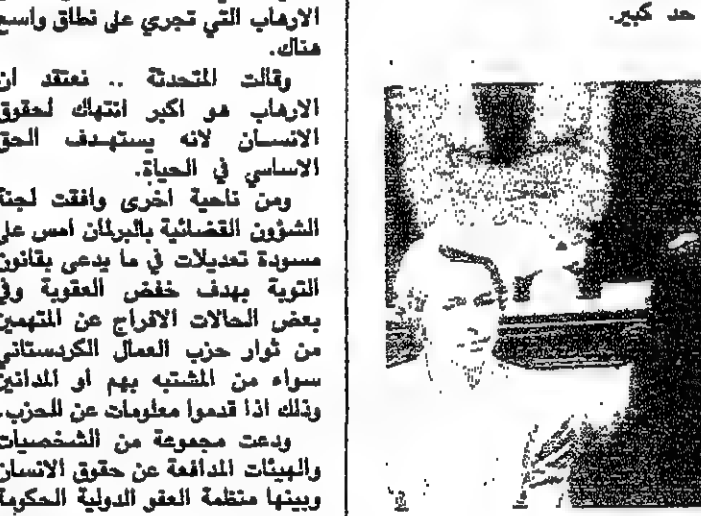 حد كبير.
الارهاب التي تجري على نطاق واسع
هناك.
وقالت المتحدثة .. نعتقد ان
الارهاب هو اكبر انتهاك لحقوق
الانسان لانه يستهدف الحق
الاساسي في الحياة.
ومن ناحية اخرى وافقت لجنة
الشؤون القضائية بالبرلمان امس على
مسودة تعديلات في ما يدعى بقانون
التوبة بهدف خفض العقوبة وفي
بعض الحالات الافراج عن المتهمين
من ثوار حزب العمال الكردستاني
سواء من المشتبه بهم او المدانين
وذلك اذا قدموا معلومات عن للحزب.
ودعت مجموعة من الشخصيات
والهيئات المدافعة عن حقوق الانسان
وبينها منظمة العفو الدولية الحكومة